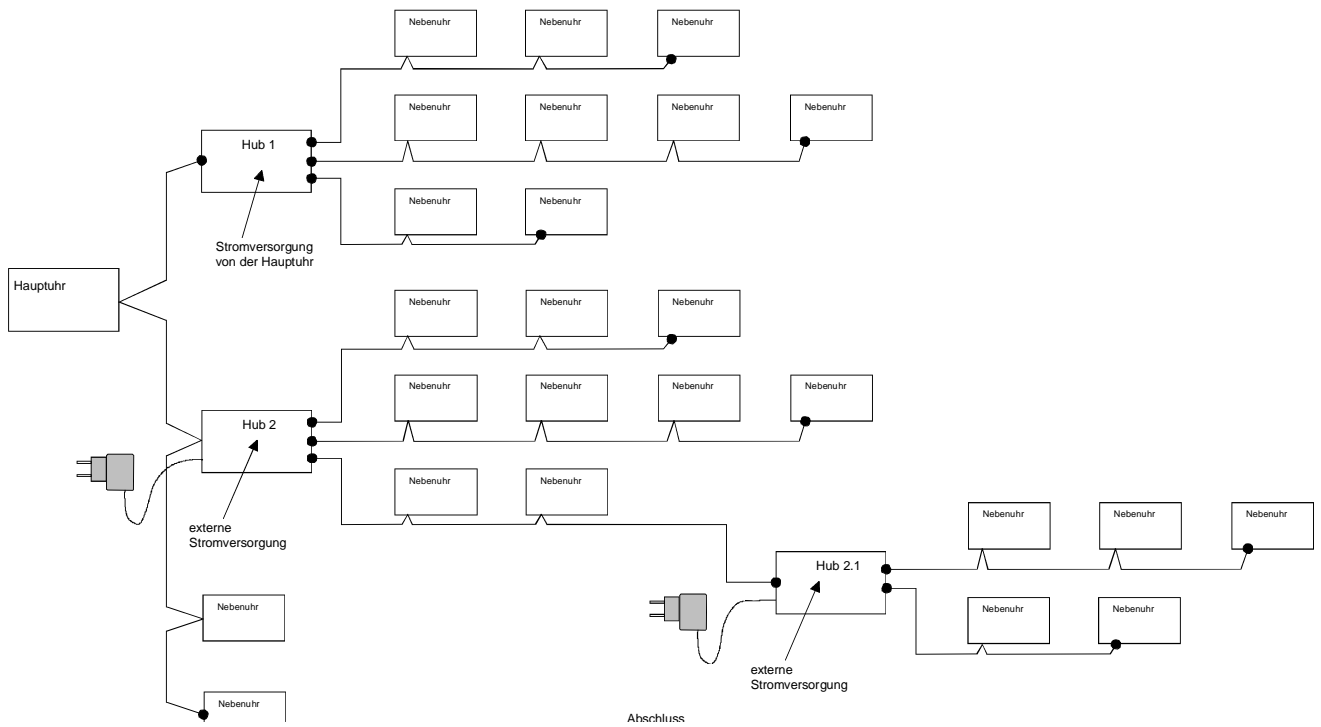 Nebenuhr Nebenuhr Nebenuhr
Nebenuhr Nebenuhr Nebenuhr Nebenuhr
Hub 1
Nebenuhr Nebenuhr
Stromversorgung
von der Hauptuhr
Hauptuhr
Nebenuhr Nebenuhr Nebenuhr
Nebenuhr Nebenuhr Nebenuhr Nebenuhr
Hub 2
Nebenuhr Nebenuhr
externe
Stromversorgung
Nebenuhr Nebenuhr Nebenuhr
Hub 2.1
Nebenuhr Nebenuhr
Nebenuhr
externe
Stromversorgung
Nebenuhr
Abschluss